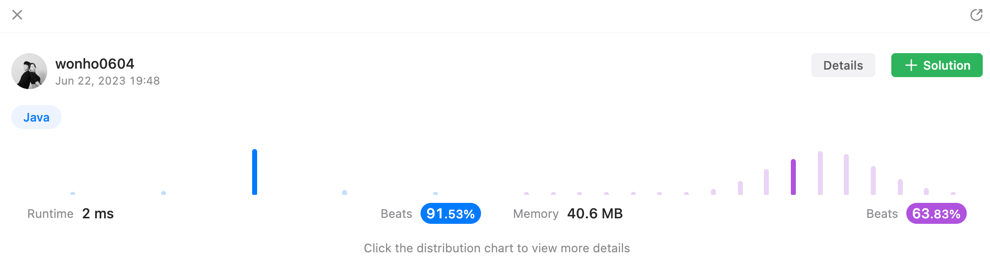 wonho0604
Jun 22, 2023 19:48
Details
+ Solution
Java
Runtime 2 ms Beats 91.53% Memory 40.6 MB Beats 63.83%
Click the distribution chart to view more details